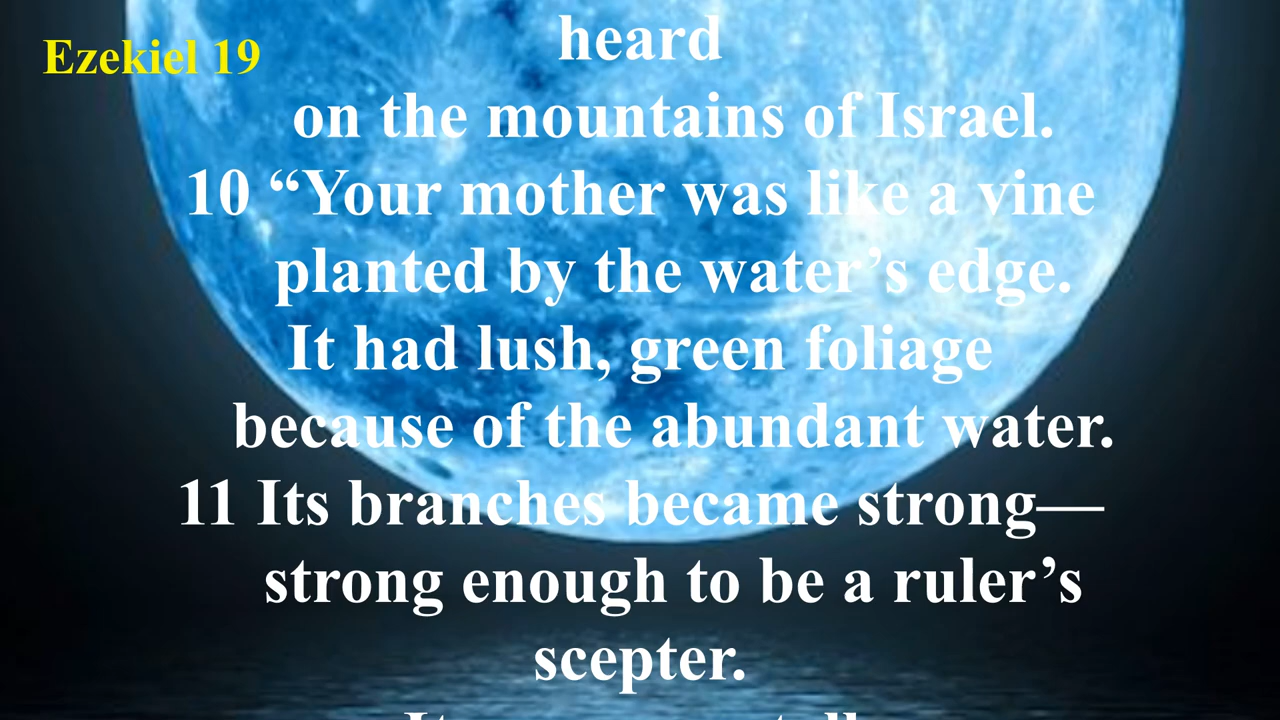 Ezekiel 19
heard
on the mountains of Israel.
10 “Your mother was like a vine
planted by the water’s edge.
It had lush, green foliage
because of the abundant water.
11 Its branches became strong—
strong enough to be a ruler’s
scepter.